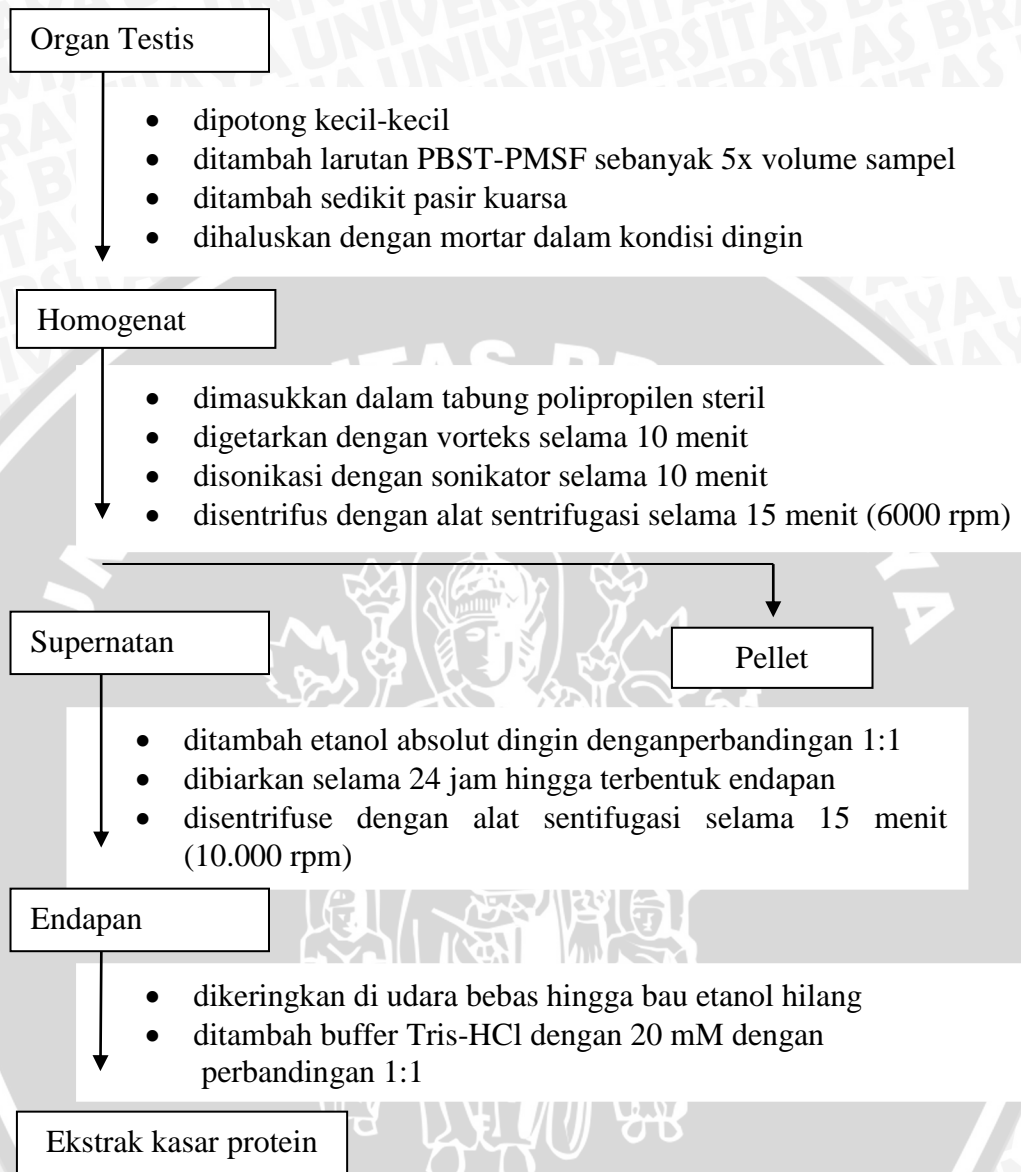 Organ Testis
• dipotong kecil-kecil
• ditambah larutan PBST-PMSF sebanyak 5x volume sampel
• ditambah sedikit pasir kuarsa
• dihaluskan dengan mortar dalam kondisi dingin
Homogenat
• dimasukkan dalam tabung polipropilen steril
• digetarkan dengan vorteks selama 10 menit
• disonikasi dengan sonikator selama 10 menit
• disentrifus dengan alat sentrifugasi selama 15 menit (6000 rpm)
Supernatan
Pellet
• ditambah etanol absolut dingin denganperbandingan 1:1
• dibiarkan selama 24 jam hingga terbentuk endapan
• disentrifuse dengan alat sentifugasi selama 15 menit
(10.000 rpm)
Endapan
• dikeringkan di udara bebas hingga bau etanol hilang
• ditambah buffer Tris-HCl dengan 20 mM dengan
perbandingan 1:1
Ekstrak kasar protein